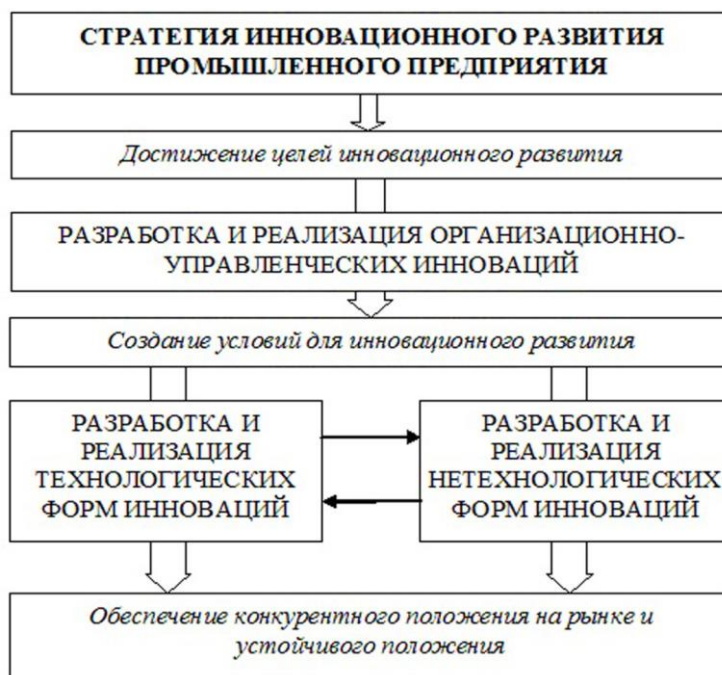 СТРАТЕГИЯ ИННОВАЦИОННОГО РАЗВИТИЯ
ПРОМЫШЛЕННОГО ПРЕДПРИЯТИЯ
Достижение целей инновационного развития
РАЗРАБОТКА И РЕАЛИЗАЦИЯ ОРГАНИЗАЦИОННО-
УПРАВЛЕНЧЕСКИХ ИННОВАЦИЙ
Создание условий для инновационного развития
РАЗРАБОТКА И
РЕАЛИЗАЦИЯ
ТЕХНОЛОГИЧЕСКИХ
ФОРМ ИННОВАЦИЙ
РАЗРАБОТКА И
РЕАЛИЗАЦИЯ
НЕТЕХНОЛОГИЧЕСКИХ
ФОРМ ИННОВАЦИЙ
Обеспечение конкурентного положения на рынке и
устойчивого положения